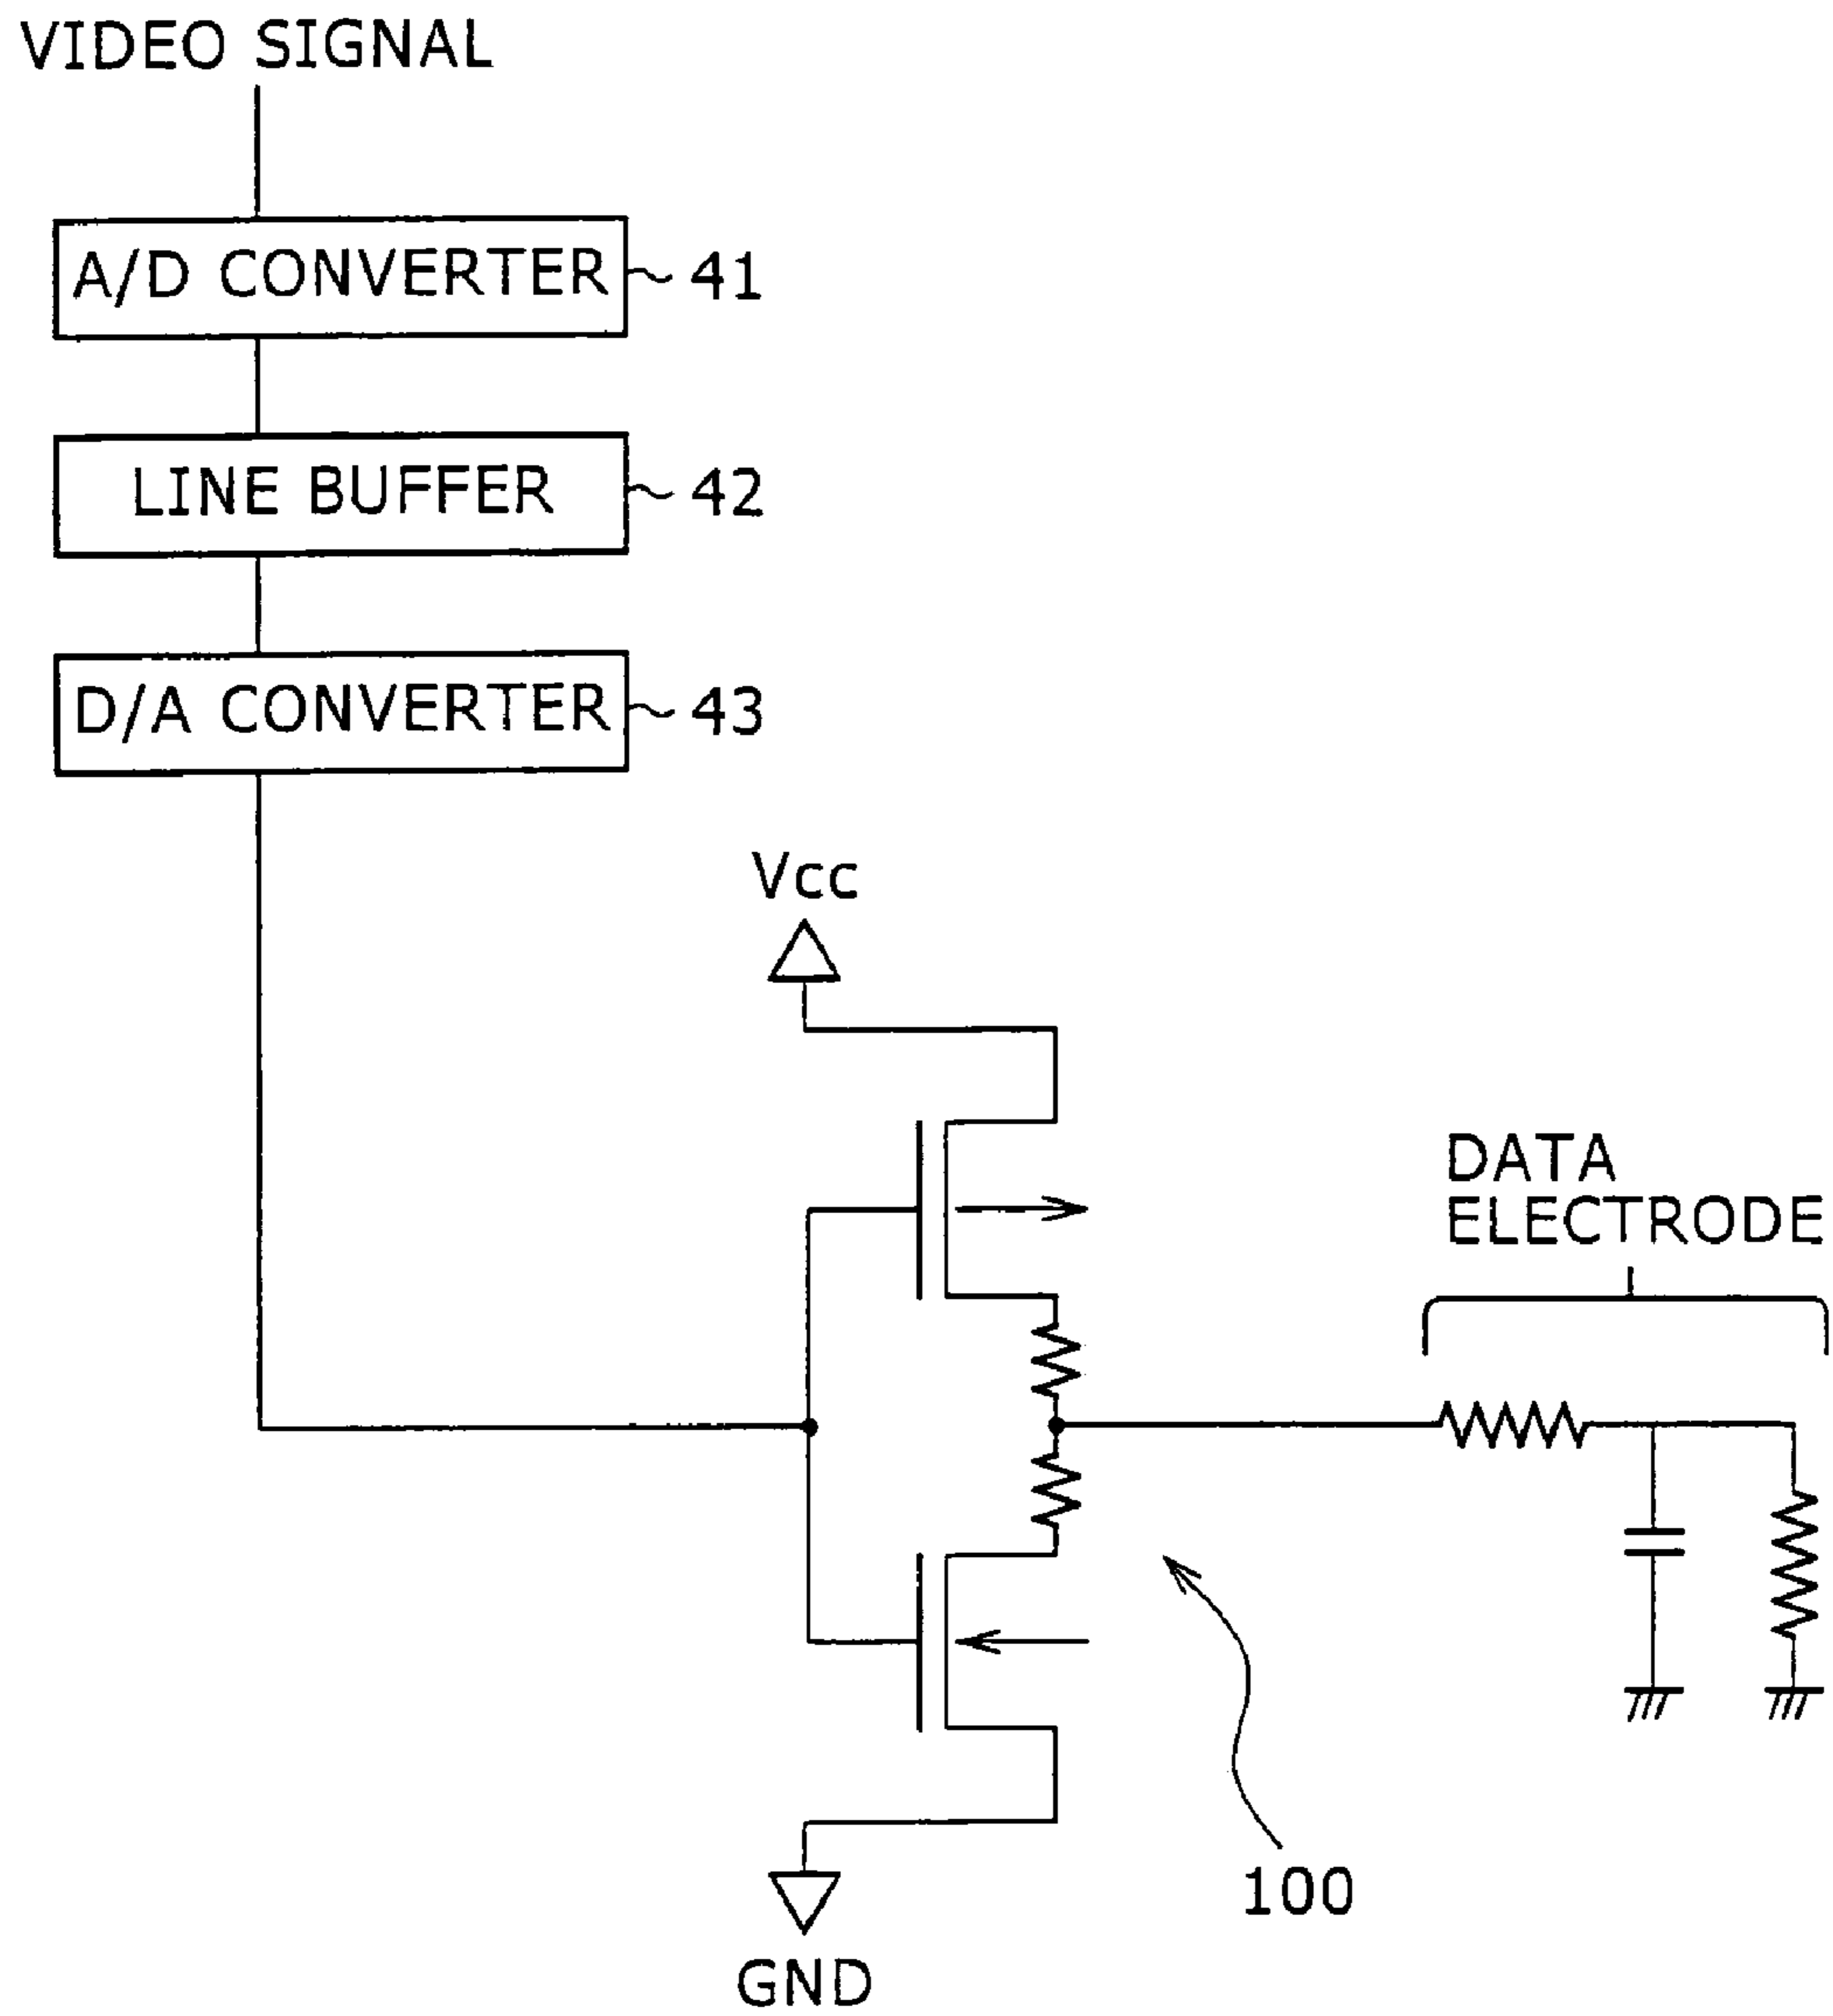 VIDEO SIGNAL
A/D CONVERTER
41
LINE BUFFER
42
D/A CONVERTER
43
Vcc
DATA
ELECTRODE
100
GND